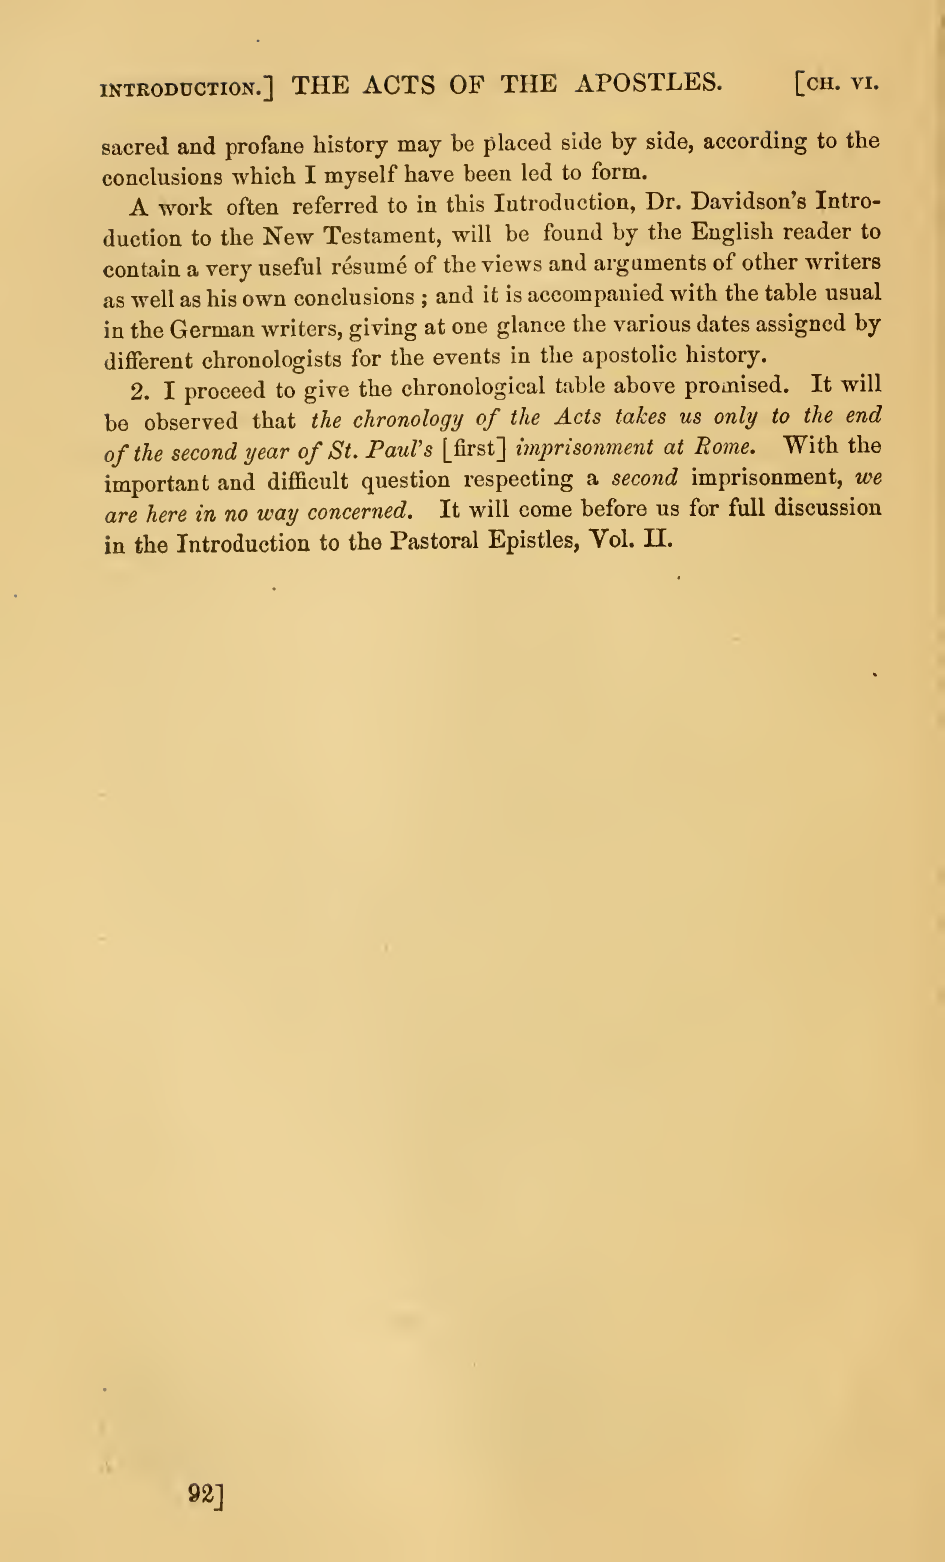 INTRODUCTION.] THE ACTS OF THE APOSTLES. [CH. VI.
sacred and profane history may be placed side by side, according to the
conclusions which I myself have been led to form.
A work often referred to in this Introduction, Dr. Davidson's Intro-
duction to the New Testament, will be found by the English reader to
contain a very useful résumé of the views and arguments of other writers
as well as his own conclusions ; and it is accompanied with the table usual
in the German writers, giving at one glance the various dates assigned by
different chronologists for the events in the apostolic history.
2. I proceed to give the chronological table above promised. It will
be observed that the chronology of the Acts takes us only to the end
of the second year of St. Paul's [first] imprisonment at Rome. With the
important and difficult question respecting a second imprisonment, we
are here in no way concerned. It will come before us for full discussion
in the Introduction to the Pastoral Epistles, Vol. II.
92]